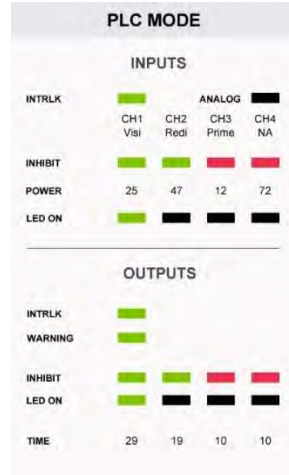 PLC MODE
INPUTS
INTRLK ANALOG
CH1 CH2 CH3 CH4
Visi Redi Prime NA
INHIBIT
POWER 25 47 12 72
LED ON
OUTPUTS
INTRLK
WARNING
INHIBIT
LED ON
TIME 29 19 10 10